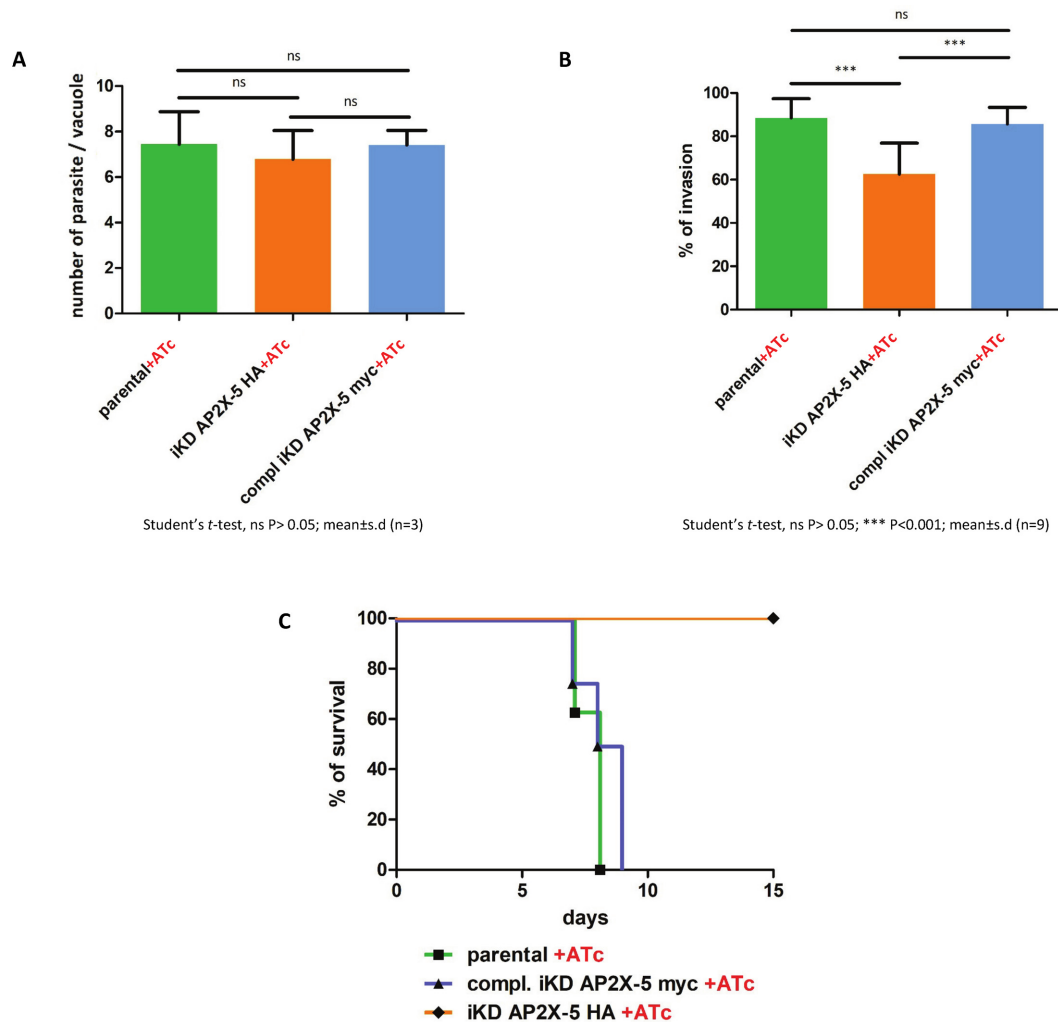 A
ns
ns
ns
number of parasite / vacuole
10
8
6
4
2
0
parental+ATc
iKD AP2X-5 HA+ATc
compl iKD AP2X-5 myc+ATc
Student's t-test, ns P> 0.05; mean±s.d (n=3)
B
ns
***
***
% of invasion
100
80
60
40
20
0
parental+ATc
iKD AP2X-5 HA+ATc
compl iKD AP2X-5 myc+ATc
Student's t-test, ns P> 0.05; *** P<0.001; mean±s.d (n=9)
C
% of survival
100
80
60
40
20
0
0 5 10 15
days
parental +ATc
compl. iKD AP2X-5 myc +ATc
iKD AP2X-5 HA +ATc